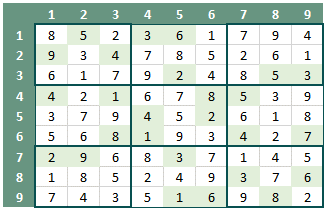 1 2 3 4 5 6 7 8 9
1 8 5 2 3 6 1 7 9 4
2 9 3 4 7 8 5 2 6 1
3 6 1 7 9 2 4 8 5 3
4 4 2 1 6 7 8 5 3 9
5 3 7 9 4 5 2 6 1 8
6 5 6 8 1 9 3 4 2 7
7 2 9 6 8 3 7 1 4 5
8 1 8 5 2 4 9 3 7 6
9 7 4 3 5 1 6 9 8 2